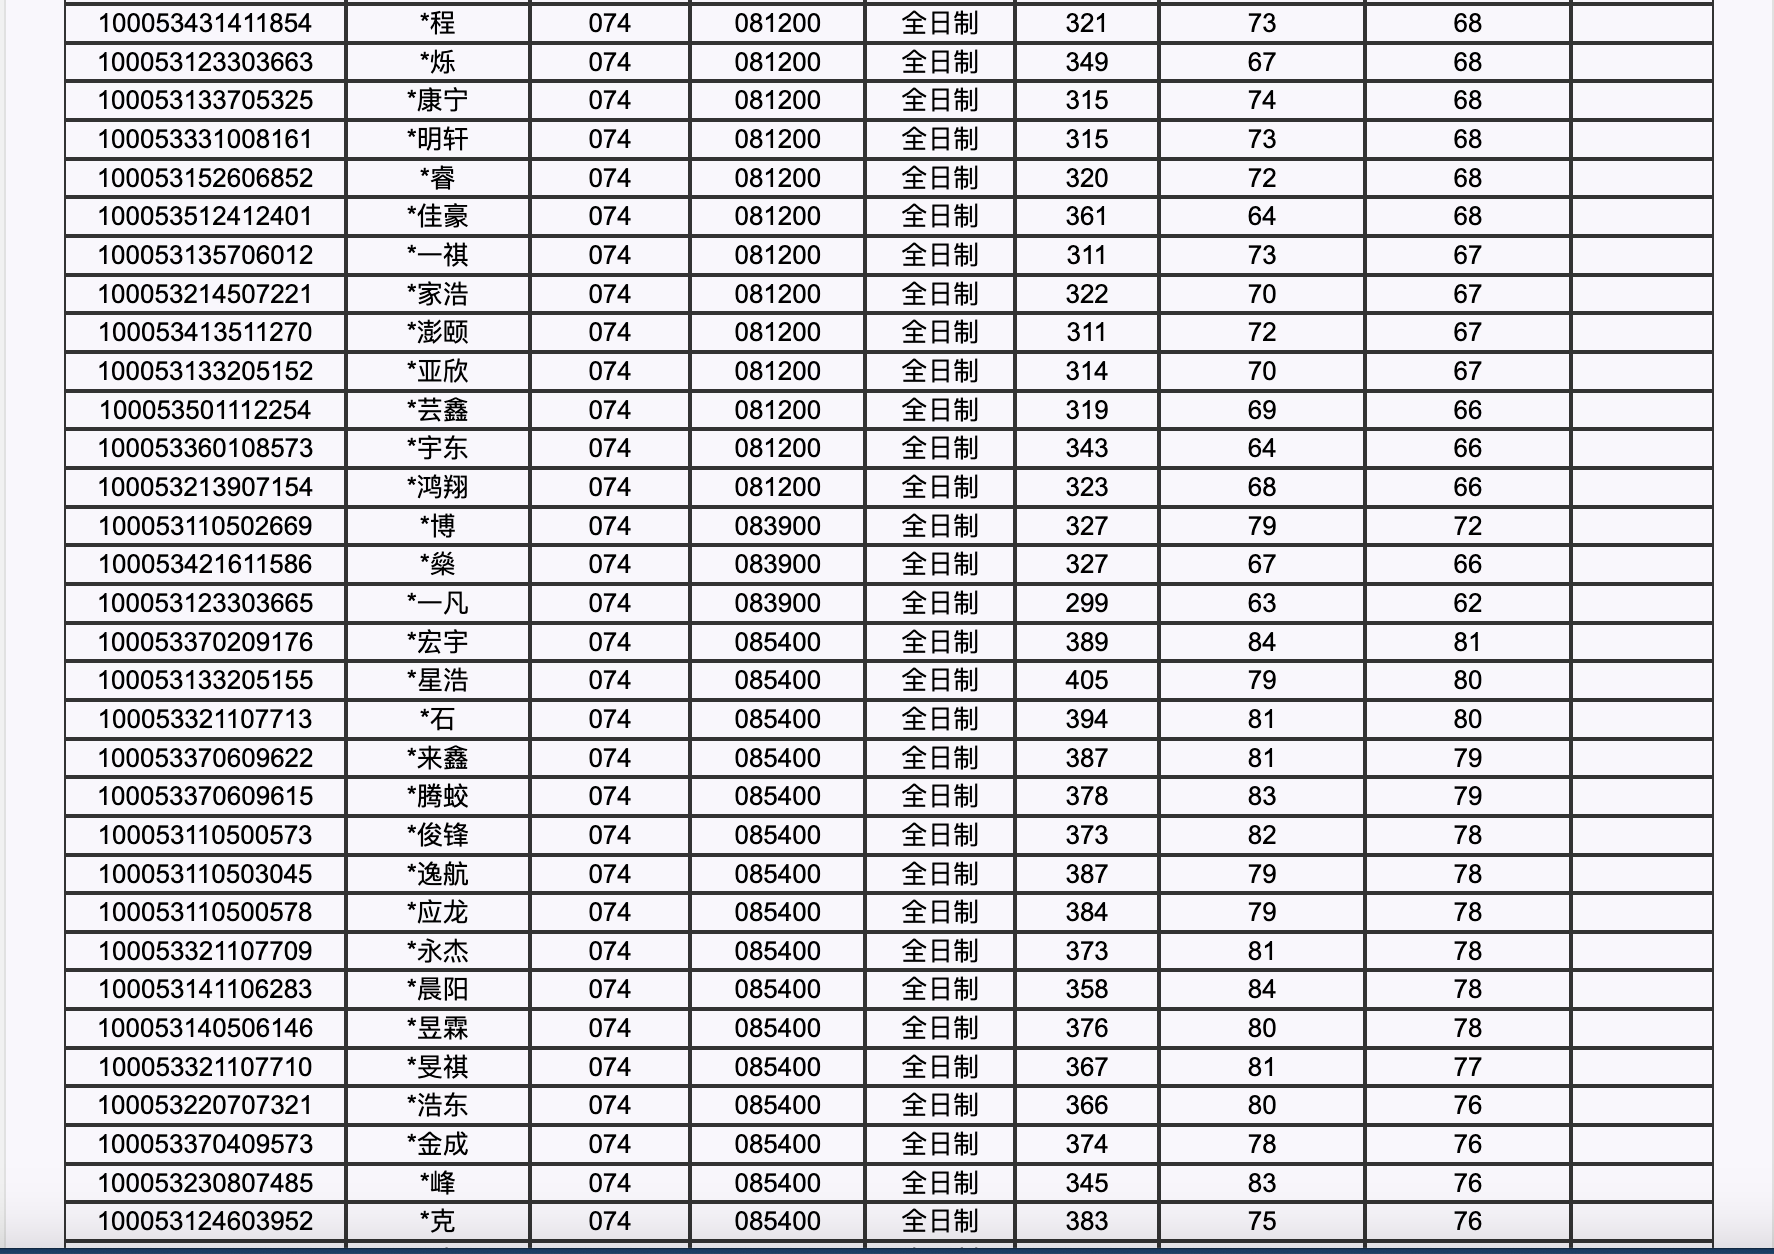 100053431411854 *程 074 081200 全日制 321 73 68
100053123303663 *烁 074 081200 全日制 349 67 68
100053133705325 *康宁 074 081200 全日制 315 74 68
100053331008161 *明轩 074 081200 全日制 315 73 68
100053152606852 *睿 074 081200 全日制 320 72 68
100053512412401 *佳豪 074 081200 全日制 361 64 68
100053135706012 *一祺 074 081200 全日制 311 73 67
100053214507221 *家浩 074 081200 全日制 322 70 67
100053413511270 *澎颐 074 081200 全日制 311 72 67
100053133205152 *亚欣 074 081200 全日制 314 70 67
100053501112254 *芸鑫 074 081200 全日制 319 69 66
100053360108573 *宇东 074 081200 全日制 343 64 66
100053213907154 *鸿翔 074 081200 全日制 323 68 66
100053110502669 *博 074 083900 全日制 327 79 72
100053421611586 *燊 074 083900 全日制 327 67 66
100053123303665 *一凡 074 083900 全日制 299 63 62
100053370209176 *宏宇 074 085400 全日制 389 84 81
100053133205155 *星浩 074 085400 全日制 405 79 80
100053321107713 *石 074 085400 全日制 394 81 80
100053370609622 *来鑫 074 085400 全日制 387 81 79
100053370609615 *腾蛟 074 085400 全日制 378 83 79
100053110500573 *俊锋 074 085400 全日制 373 82 78
100053110503045 *逸航 074 085400 全日制 387 79 78
100053110500578 *应龙 074 085400 全日制 384 79 78
100053321107709 *永杰 074 085400 全日制 373 81 78
100053141106283 *晨阳 074 085400 全日制 358 84 78
100053140506146 *昱霖 074 085400 全日制 376 80 78
100053321107710 *旻祺 074 085400 全日制 367 81 77
100053220707321 *浩东 074 085400 全日制 366 80 76
100053370409573 *金成 074 085400 全日制 374 78 76
100053230807485 *峰 074 085400 全日制 345 83 76
100053124603952 *克 074 085400 全日制 383 75 76